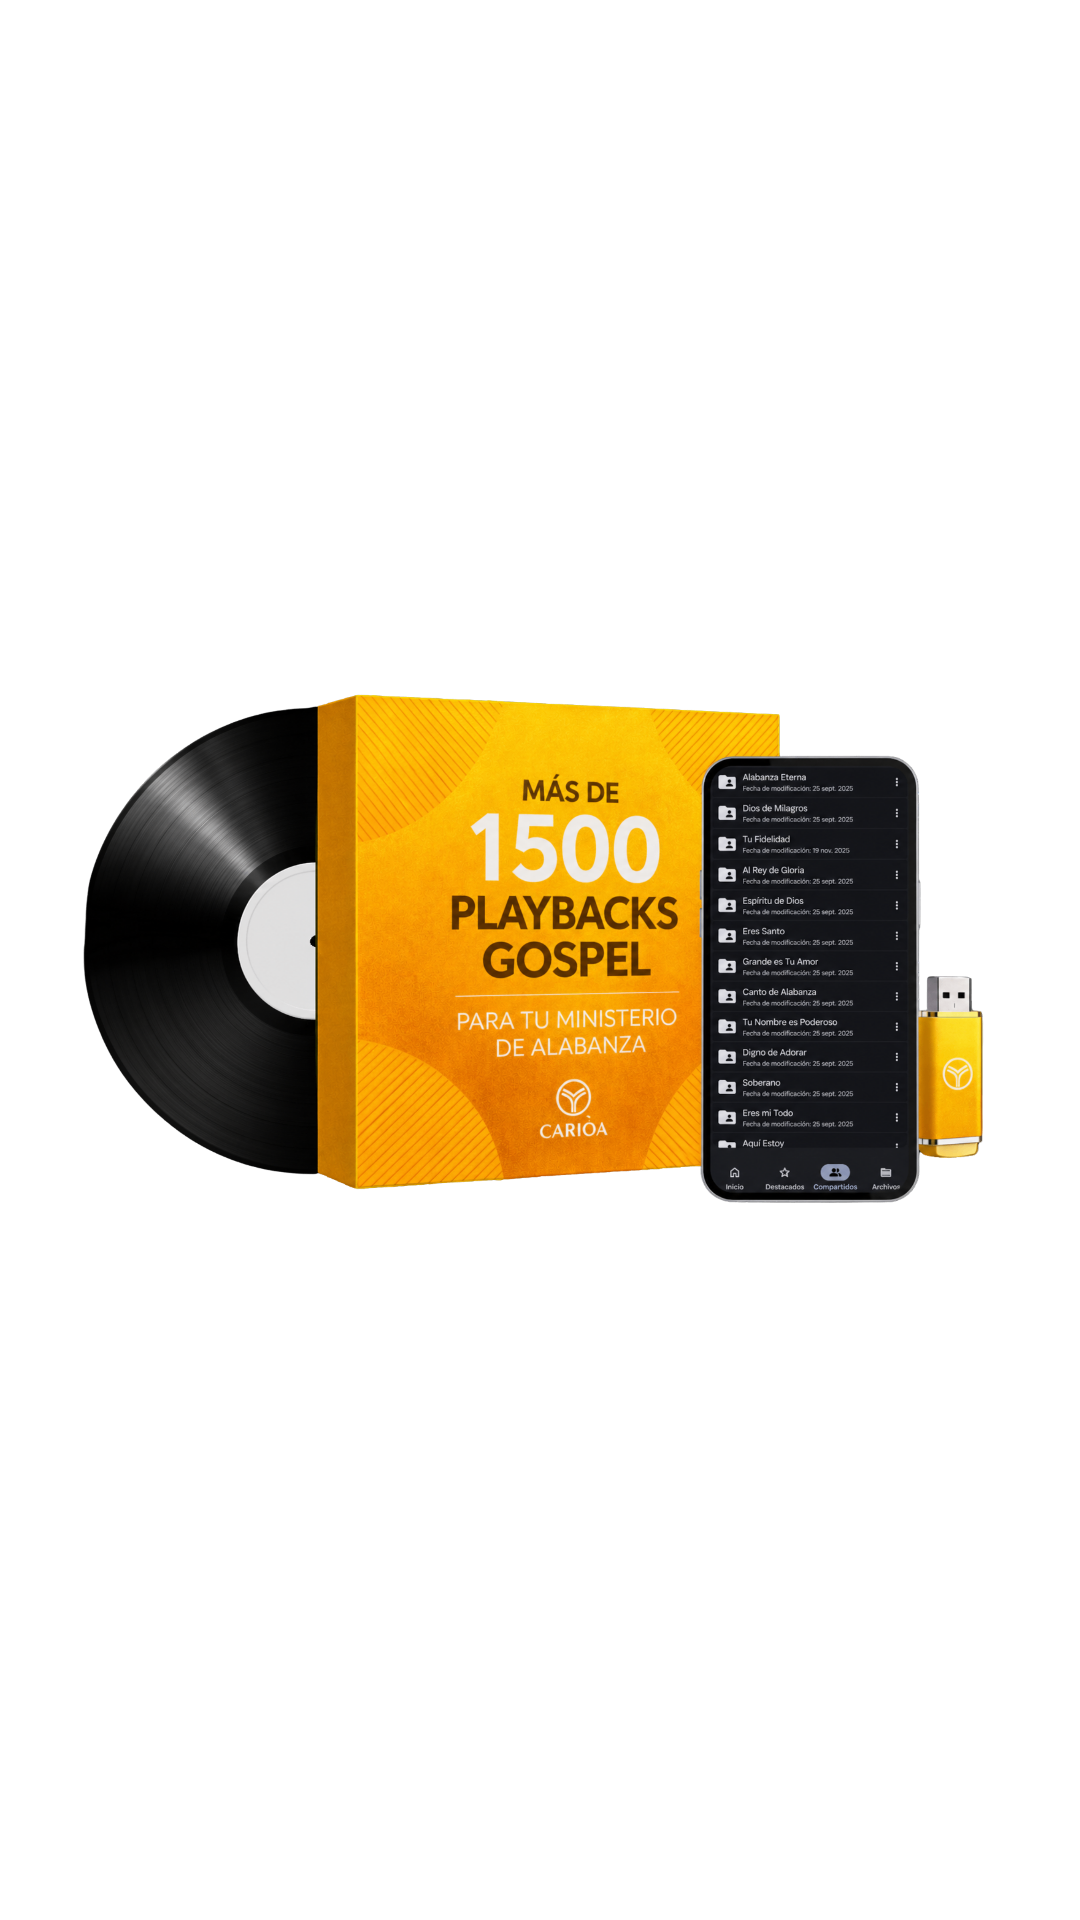 MÁS DE
1500
PLAYBACKS
GOSPEL
PARA TU MINISTERIO
DE ALABANZA
CARIÒA
Alabanza Eterna
Fecha de modificación: 25 sept. 2025
Dios de Milagros
Fecha de modificación: 25 sept. 2025
Tu Fidelidad
Fecha de modificación: 19 nov. 2025
Al Rey de Gloria
Fecha de modificación: 25 sept. 2025
Espíritu de Dios
Fecha de modificación: 25 sept. 2025
Eres Santo
Fecha de modificación: 25 sept. 2025
Grande es Tu Amor
Fecha de modificación: 25 sept. 2025
Canto de Alabanza
Fecha de modificación: 25 sept. 2025
Tu Nombre es Poderoso
Fecha de modificación: 25 sept. 2025
Digno de Adorar
Fecha de modificación: 25 sept. 2025
Soberano
Fecha de modificación: 25 sept. 2025
Eres mi Todo
Fecha de modificación: 25 sept. 2025
Aquí Estoy
Inicio Destacados Compartidos Archivos